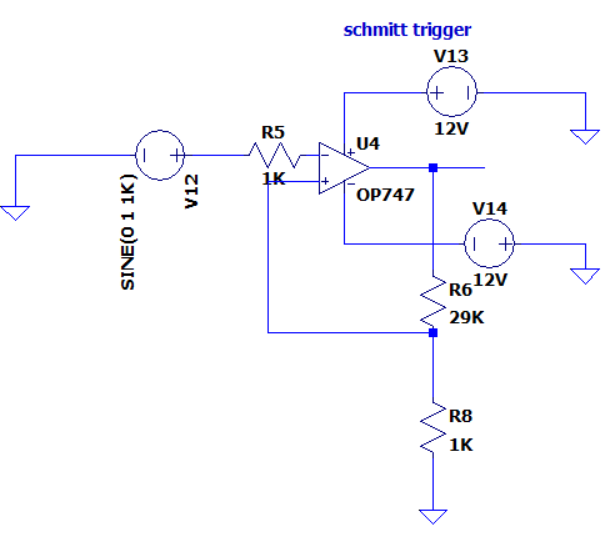 schmitt trigger
V13
12V
R5
1K
U4
OP747
V12
SINE(0 1 1K)
V14
12V
R6
29K
R8
1K